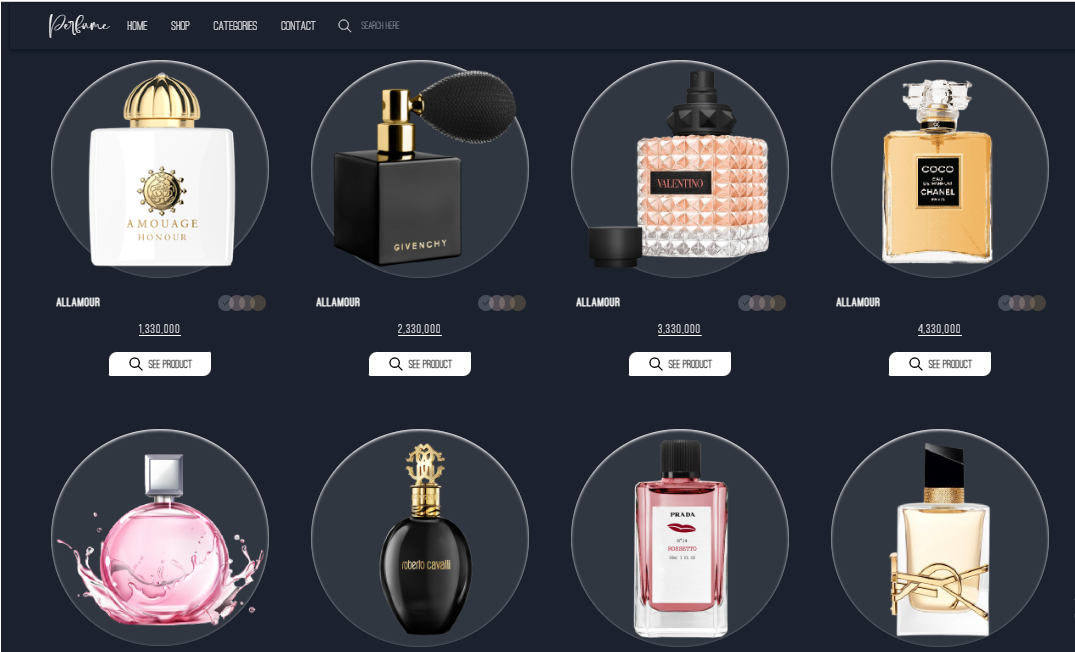 Perfume HOME SHOP CATEGORIES CONTACT SEARCH HERE
AMOUAGE
HONOUR
GIVENCHY
VALENTINO
COCO
EAU
DE PARFUM
CHANEL
PARIS
ALLAMOUR ALLAMOUR ALLAMOUR ALLAMOUR
1,330,000 2,330,000 3,330,000 4,330,000
SEE PRODUCT SEE PRODUCT SEE PRODUCT SEE PRODUCT
roberto cavalli
PRADA
N°14
ROSSETTO